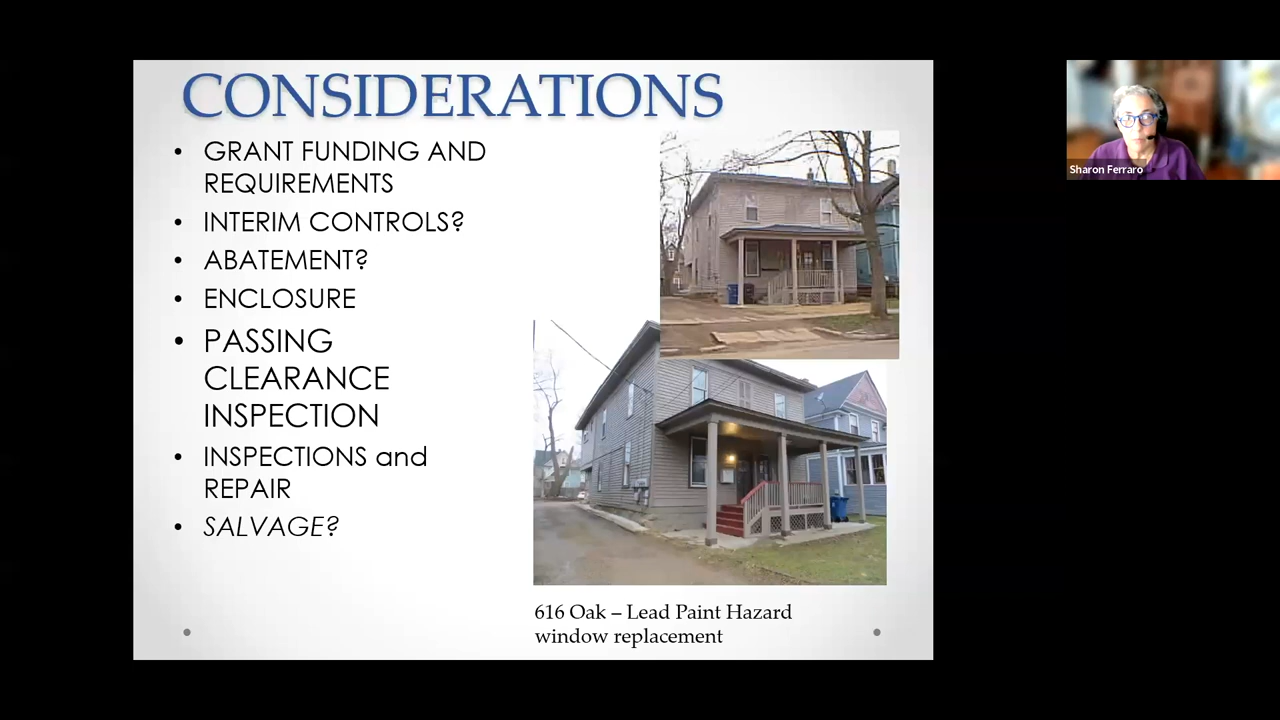 CONSIDERATIONS
• GRANT FUNDING AND
REQUIREMENTS
• INTERIM CONTROLS?
• ABATEMENT?
• ENCLOSURE
• PASSING
CLEARANCE
INSPECTION
• INSPECTIONS and
REPAIR
• SALVAGE?
616 Oak – Lead Paint Hazard
window replacement
Sharon Ferraro